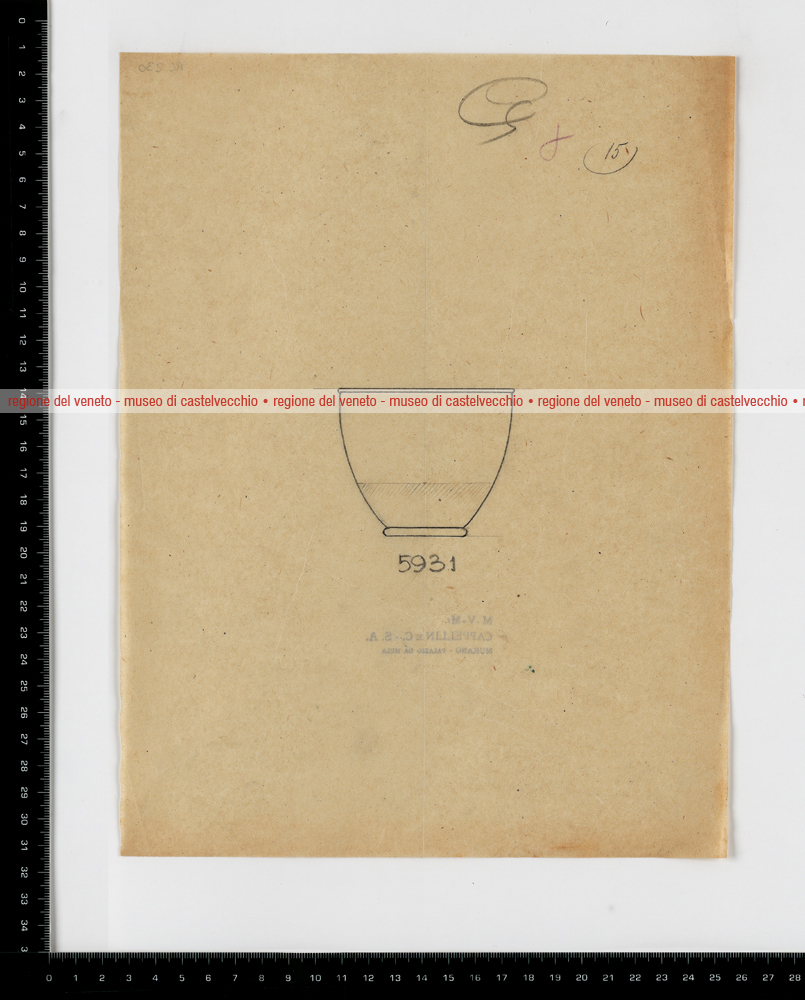 15
regione del veneto - museo di castelvecchio • regione del veneto - museo di castelvecchio • regione del veneto - museo di castelvecchio • r
5931
M.V.M.
CAPPELLIN & C. - S. A.
MURANO - PALAZZO DA MULA
0 1 2 3 4 5 6 7 8 9 10 11 12 13 14 15 16 17 18 19 20 21 22 23 24 25 26 27 28 29 30 31 32 33 34 3
0 1 2 3 4 5 6 7 8 9 10 11 12 13 14 15 16 17 18 19 20 21 22 23 24 25 26 27 28